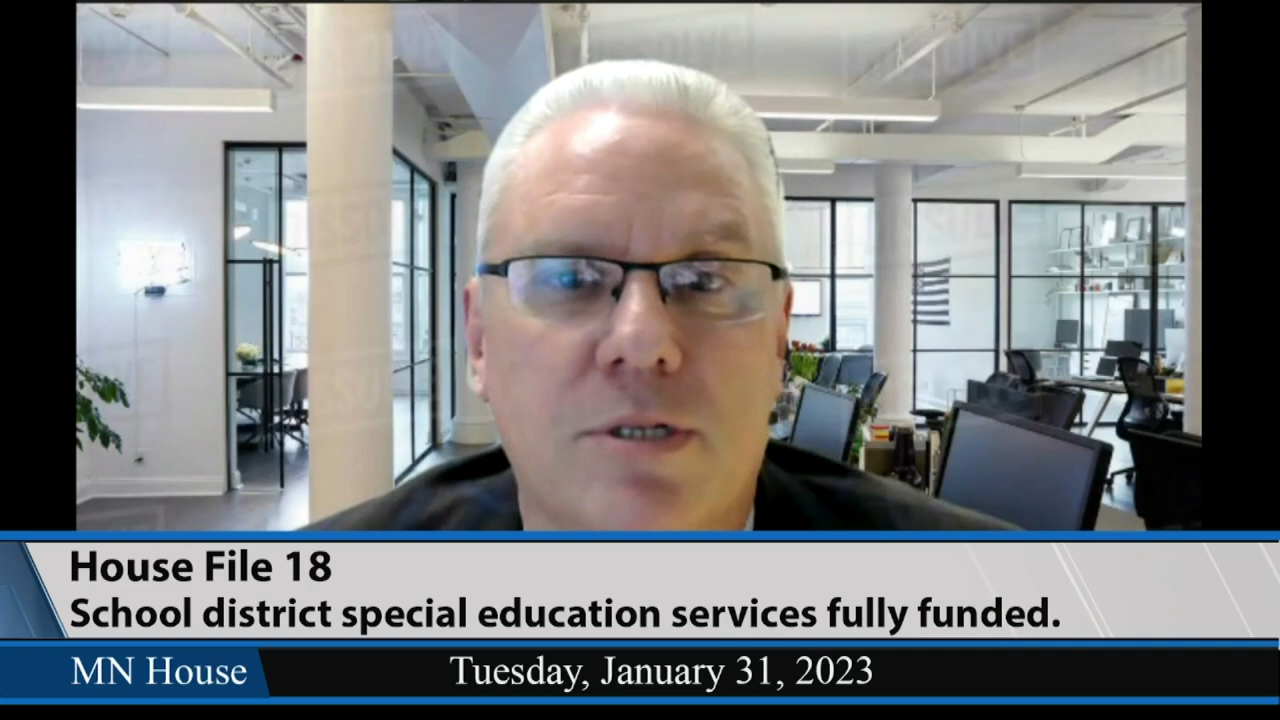 House File 18
School district special education services fully funded.
MN House
Tuesday, January 31, 2023